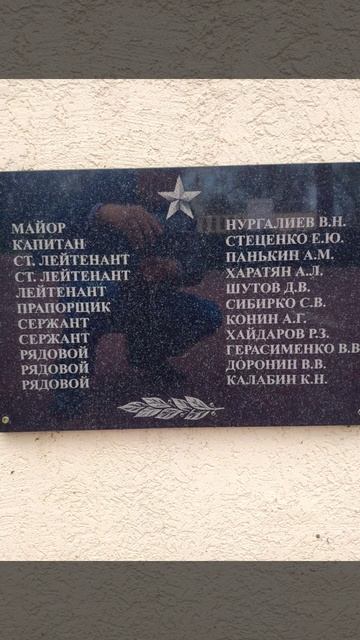 МАЙОР НУРГАЛИЕВ В.Н.
КАПИТАН СТЕЦЕНКО Е.Ю.
СТ. ЛЕЙТЕНАНТ ПАНЬКИН А.М.
СТ. ЛЕЙТЕНАНТ ХАРАТЯН А.Л.
ЛЕЙТЕНАНТ ШУТОВ Д.В.
ПРАПОРЩИК СИБИРКО С.В.
СЕРЖАНТ КОНИН А.Г.
СЕРЖАНТ ХАЙДАРОВ Р.З.
РЯДОВОЙ ГЕРАСИМЕНКО В.В
РЯДОВОЙ ДОРОНИН В.В.
РЯДОВОЙ КАЛАБИН К.Н.